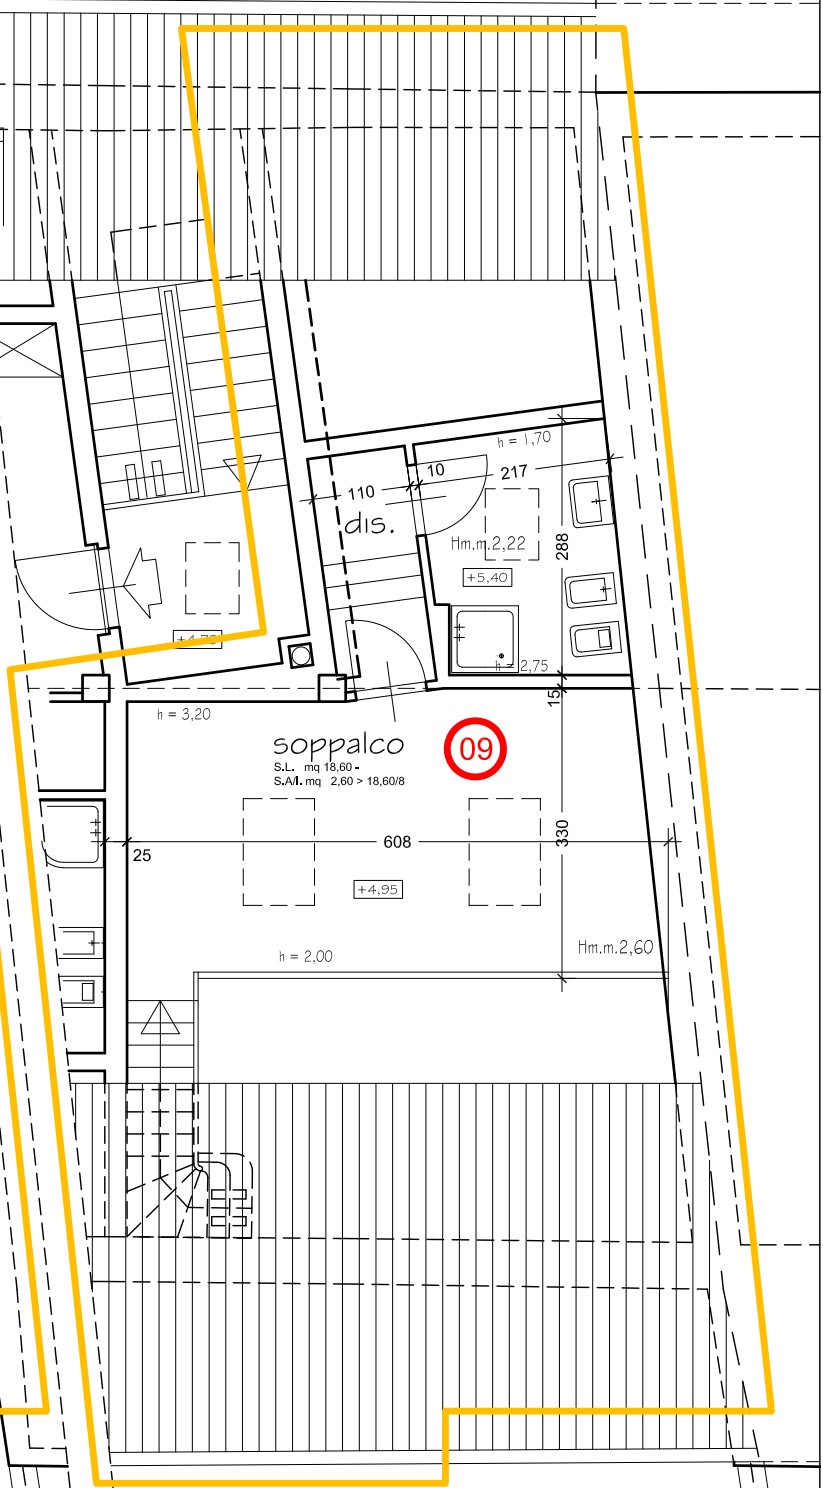 h = 1,70
10
217
110
dis.
Hm.m.2,22
288
+5,40
h = 2,75
15
h = 3,20
soppalco
09
S.L. mq 18,60 -
S.A/I. mq 2,60 > 18,60/8
608
330
25
+4,95
Hm.m.2,60
h = 2,00